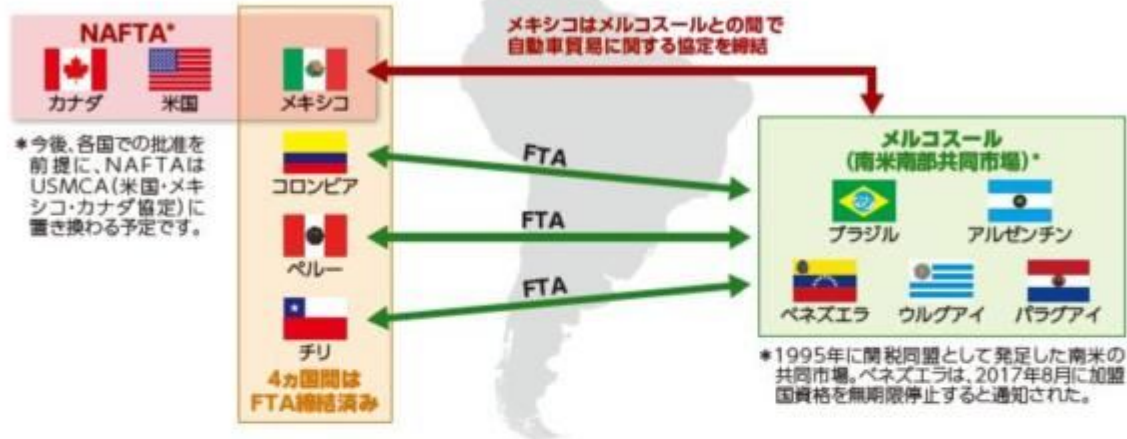 NAFTA*
カナダ
米国
メキシコ
*今後、各国での批准を
前提に、NAFTAは
USMCA(米国・メキ
シコ・カナダ協定)に
置き換わる予定です。
コロンビア
ペルー
チリ
4ヵ国間は
FTA締結済み
メキシコはメルコスールとの間で
自動車貿易に関する協定を締結
FTA
FTA
FTA
メルコスール
(南米南部共同市場)*
ブラジル
アルゼンチン
ベネズエラ
ウルグアイ
パラグアイ
*1995年に関税同盟として発足した南米の
共同市場。ベネズエラは、2017年8月に加盟
国資格を無期限停止すると通知された。